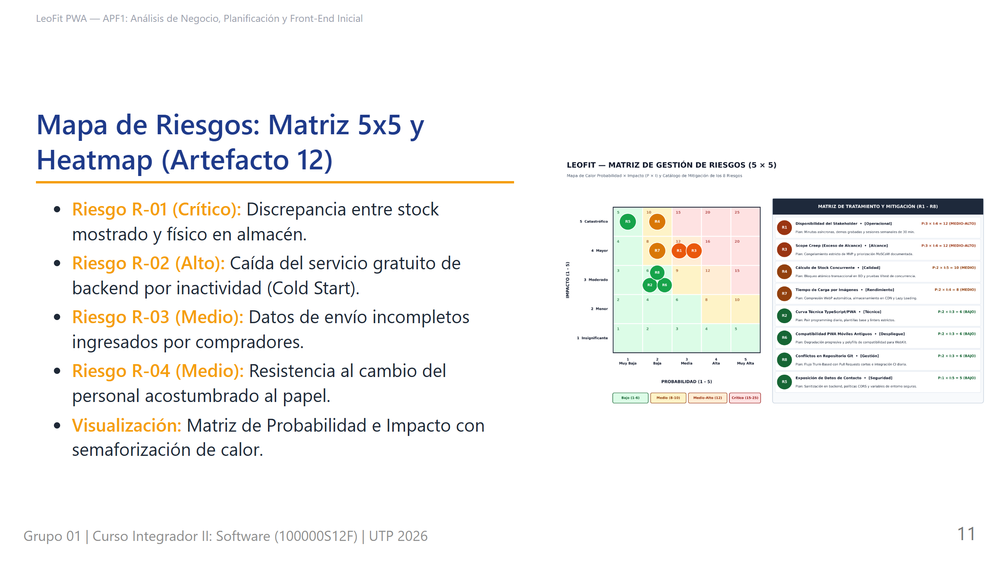 LeoFit PWA — APF1: Análisis de Negocio, Planificación y Front-End Inicial
Mapa de Riesgos: Matriz 5x5 y
Heatmap (Artefacto 12)
• Riesgo R-01 (Crítico): Discrepancia entre stock
mostrado y físico en almacén.
• Riesgo R-02 (Alto): Caída del servicio gratuito de
backend por inactividad (Cold Start).
• Riesgo R-03 (Medio): Datos de envío incompletos
ingresados por compradores.
• Riesgo R-04 (Medio): Resistencia al cambio del
personal acostumbrado al papel.
• Visualización: Matriz de Probabilidad e Impacto con
semaforización de calor.
LEOFIT — MATRIZ DE GESTIÓN DE RIESGOS (5 × 5)
Mapa de Calor Probabilidad × Impacto (P × I) y Catálogo de Mitigación de los 8 Riesgos
IMPACTO (1 - 5)
5 10 15 20 25
5 Catastrófico R5 R4
4 8 12 16 20
4 Mayor R7 R1 R3
3 6 9 12 15
R8
3 Moderado R2 R6
2 4 6 8 10
2 Menor
1 2 3 4 5
1 Insignificante
1 2 3 4 5
Muy Baja Baja Media Alta Muy Alta
PROBABILIDAD (1 - 5)
Bajo (1-6) Medio (8-10) Medio-Alto (12) Crítico (15-25)
MATRIZ DE TRATAMIENTO Y MITIGACIÓN (R1 - R8)
R1 Disponibilidad del Stakeholder • [Operacional] P:3 × I:4 = 12 (MEDIO-ALTO)
Plan: Minutas asíncronas, demos grabadas y sesiones semanales de 30 min.
R3 Scope Creep (Exceso de Alcance) • [Alcance] P:3 × I:4 = 12 (MEDIO-ALTO)
Plan: Congelamiento estricto de MVP y priorización MoSCoW documentada.
R4 Cálculo de Stock Concurrente • [Calidad] P:2 × I:5 = 10 (MEDIO)
Plan: Bloqueo atómico transaccional en BD y pruebas Vitest de concurrencia.
R7 Tiempo de Carga por Imágenes • [Rendimiento] P:2 × I:4 = 8 (MEDIO)
Plan: Compresión WebP automática, almacenamiento en CDN y Lazy Loading.
R2 Curva Técnica TypeScript/PWA • [Técnico] P:2 × I:3 = 6 (BAJO)
Plan: Pair programming diario, plantillas base y linters estrictos.
R6 Compatibilidad PWA Móviles Antiguos • [Despliegue] P:2 × I:3 = 6 (BAJO)
Plan: Degradación progresiva y polyfills de compatibilidad para WebKit.
R8 Conflictos en Repositorio Git • [Gestión] P:2 × I:3 = 6 (BAJO)
Plan: Flujo Trunk-Based con Pull Requests cortos e integración CI diaria.
R5 Exposición de Datos de Contacto • [Seguridad] P:1 × I:5 = 5 (BAJO)
Plan: Sanitización en backend, políticas CORS y variables de entorno seguras.
Grupo 01 | Curso Integrador II: Software (100000S12F) | UTP 2026
11